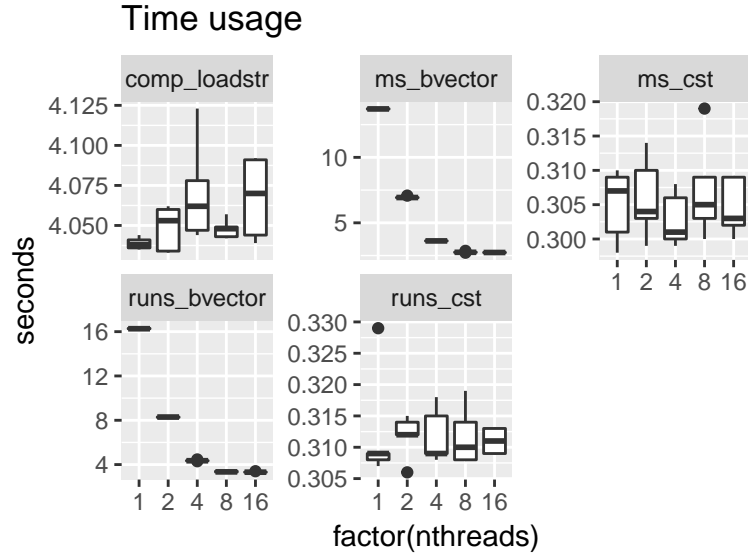 Time usage
comp_loadstr
ms_bvector
ms_cst
4.125
4.100
4.075
4.050
10
5
0.320
0.315
0.310
0.305
0.300
1 2 4 8 16
runs_bvector
runs_cst
16
12
8
4
0.330
0.325
0.320
0.315
0.310
0.305
1 2 4 8 16
1 2 4 8 16
seconds
factor(nthreads)